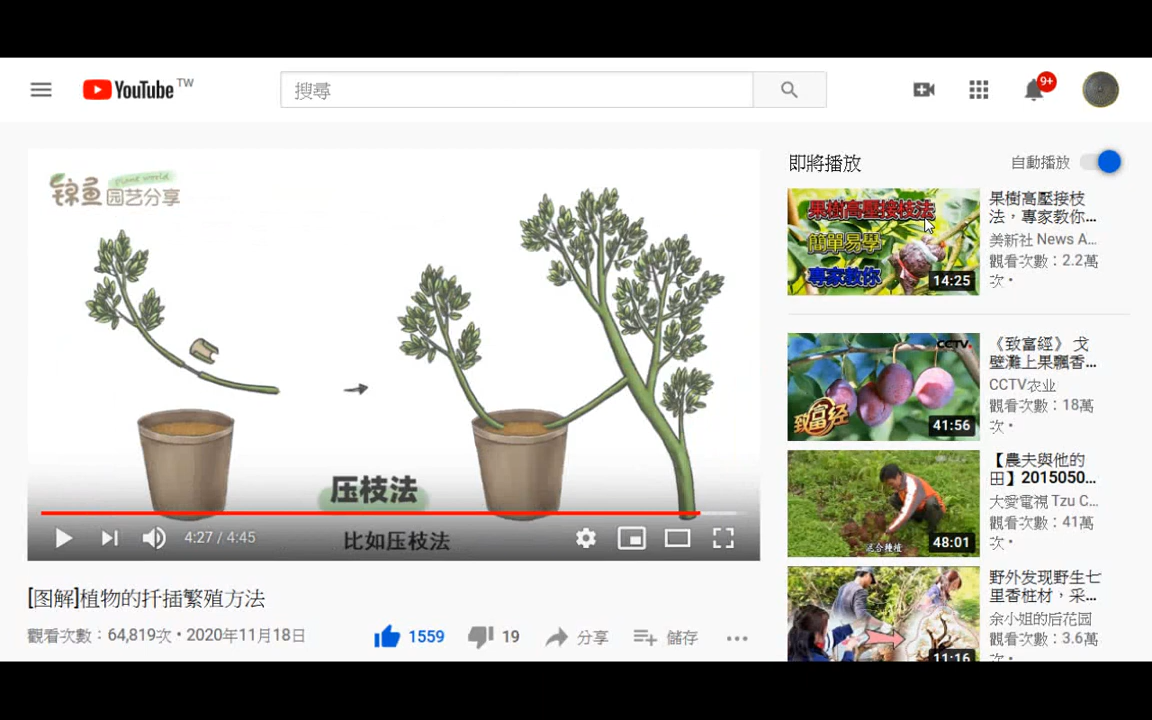 YouTube TW
搜尋
9+
plant world
锦鱼园艺分享
压枝法
4:27 / 4:45
比如压枝法
[图解]植物的扦插繁殖方法
觀看次數：64,819次 • 2020年11月18日
1559
19
分享
儲存
即將播放
自動播放
果樹高壓接枝法
簡單易學
專家教你
14:25
果樹高壓接枝
法，專家教你...
美新社 News A...
觀看次數：2.2萬
次 •
CCTV.
致富经
41:56
《致富經》 戈
壁灘上果飄香...
CCTV农业
觀看次數：18萬
次 •
混合種植
48:01
【農夫與他的
田】2015050...
大愛電視 Tzu C...
觀看次數：41萬
次 •
11:16
野外发现野生七
里香桩材，采...
余小姐的后花园
觀看次數：3.6萬
次 •